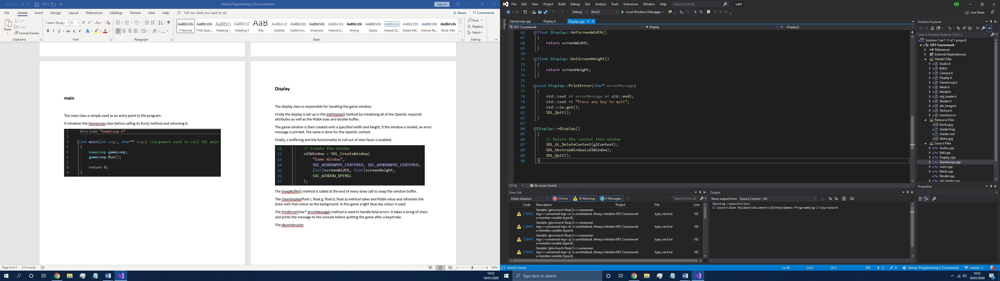 AutoSave Off
Games Programming 2 Documentation
Sign in
File Home Insert Design Layout References Mailings Review View Help Tell me what you want to do
Share Comments
Paste
Cut
Copy
Format Painter
Clipboard
Calibri (Body) 11
Font
Paragraph
AaBbCcDc AaBbCcDc AaBbCc AaBbCcC AaB AaBbCcC AaBbCcDc AaBbCcDc AaBbCcDc AaBbCcDc AaBbCcDc AaBbCcDc AABBCCDC AABBCCDC AaBbCcDc
¶ Normal ¶ No Spac... Heading 1 Heading 2 Title Subtitle Subtle Em... Emphasis Intense E... Strong Quote Intense Q... Subtle Ref... Intense Re... Book Title
Styles
Find
Replace
Select
Editing
main
The main class is simply used as an entry point to the program.
It initialises the GameLoop class before calling its Run() method and returning 0.
1 #include "GameLoop.h"
2
3 int main(int argc, char** argv) //argument used to call SDL main
4 {
5 GameLoop gameLoop;
6 gameLoop.Run();
7
8 return 0;
9 }
Display
The display class is responsible for handling the game window.
Firstly the display is set up in the InitDisplay() method by initialising all of the OpenGL required
attributes as well as the RGBA sizes and double buffer.
The game window is then created with a specified width and height, if the window is invalid, an error
message is printed. The same is done for the OpenGL context.
Finally, z-buffering and the functionality to cull out of view faces is enabled.
21 // Create the window
22 sdlWindow = SDL_CreateWindow(
23 "Game Window",
24 SDL_WINDOWPOS_CENTERED, SDL_WINDOWPOS_CENTERED,
25 (int)screenWidth, (int)screenHeight,
26 SDL_WINDOW_OPENGL
27 );
The SwapBuffer() method is called at the end of every draw call to swap the window buffer.
The ClearDisplay(float r, float g, float b, float a) method takes and RGBA value and refreshes the
draw with that colour as the background. In this game a light blue-sky colour is used.
The PrintError(char* errorMessage) method is used to handle fatal errors. It takes a string of chars
and prints the message to the console before quitting the game after a keystroke.
The deconstructor
Page 4 of 5 274 words
100%
14:53
10/01/2020
File Edit View Project Build Debug Test Analyze Tools Extensions Window Help Search (Ctrl+Q) Lab1
SM
Debug Win32 Local Windows Debugger
Live Share
Toolbox
GameLoop.cpp Display.h Display.cpp
GP2 Coursework Display ~Display()
66 float Display::GetScreenWidth()
67 {
68 return screenWidth;
69 }
70
71 float Display::GetScreenHeight()
72 {
73 return screenHeight;
74 }
75
76 void Display::PrintError(char* errorMessage)
77 {
78 std::cout << errorMessage << std::endl;
79 std::cout << "Press any key to quit";
80 std::cin.get();
81 SDL_Quit();
82 }
83
84 Display::~Display()
85 {
86 // Delete the context then window
87 SDL_GL_DeleteContext(glContext);
88 SDL_DestroyWindow(sdlWindow);
89 SDL_Quit();
90 }
121 % No issues found
Error List
Entire Solution 0 Errors 16 Warnings 0 Messages Search Error List
Code Description Project File Line
Variable 'glm::tvec4<float,5>::<unnamed-
C26495 tag>::<unnamed-tag>::a' is uninitialized. Always initialize GP2 Coursework type_vec4.inl 182
a member variable (type.6).
Variable 'glm::tvec4<float,5>::<unnamed-
C26495 tag>::<unnamed-tag>::b' is uninitialized. Always initialize GP2 Coursework type_vec4.inl 182
a member variable (type.6).
Variable 'glm::tvec4<float,5>::<unnamed-
C26495 tag>::<unnamed-tag>::g' is uninitialized. Always initialize GP2 Coursework type_vec4.inl 182
a member variable (type.6).
Variable 'glm::tvec4<float,5>::<unnamed-
C26495 tag>::<unnamed-tag>::p' is uninitialized. Always initialize GP2 Coursework type_vec4.inl 182
a member variable (type.6).
Output
Show output from: Source Control - Git
Opening repositories:
C:\Users\Sean Muldoon\Documents\GitHub\Games-Programming-2-Coursework
Solution Explorer
Search Solution Explorer (Ctrl+;)
Solution 'Lab1' (1 of 1 project)
GP2 Coursework
References
External Dependencies
Header Files
Audio.h
Ball.h
Camera.h
Display.h
GameLoop.h
Mesh.h
Model.h
obj_loader.h
Shader.h
stb_image.h
Texture.h
transform.h
Resource Files
bricks.jpg
shader.frag
shader.vert
Water.jpg
Source Files
Audio.cpp
Ball.cpp
Display.cpp
GameLoop.cpp
main.cpp
Mesh.cpp
Model.cpp
obj_loader.cpp
Properties
Item(s) Saved
Ln 90 Col 2 Ch 2 INS 0 8 Games-Programming-2-Coursework master 1
Type here to search
14:53
10/01/2020
4